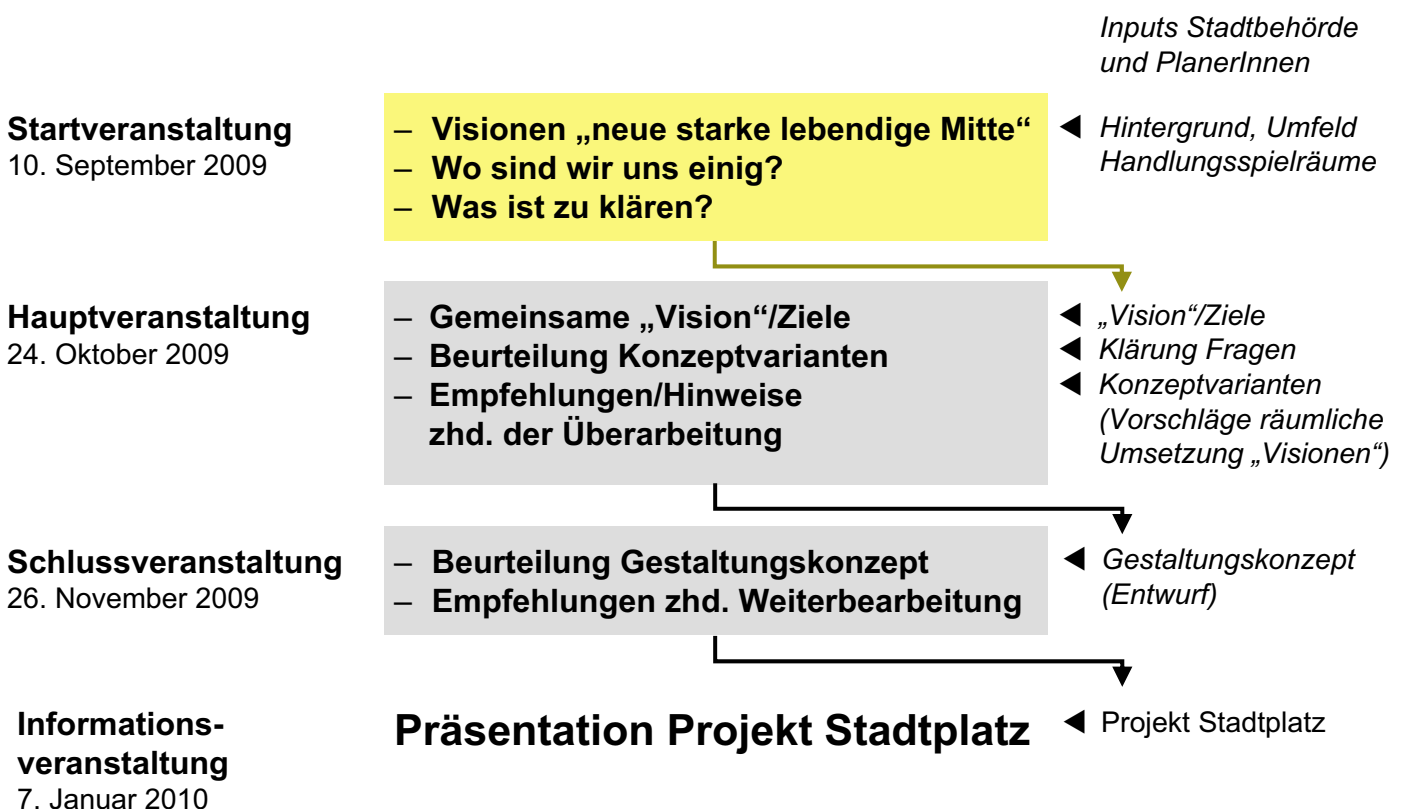 Inputs Stadtbehörde
und PlanerInnen
Startveranstaltung
10. September 2009
– Visionen „neue starke lebendige Mitte“
– Wo sind wir uns einig?
– Was ist zu klären?
◀ Hintergrund, Umfeld
Handlungsspielräume
Hauptveranstaltung
24. Oktober 2009
– Gemeinsame „Vision“/Ziele
– Beurteilung Konzeptvarianten
– Empfehlungen/Hinweise
zhd. der Überarbeitung
◀ „Vision“/Ziele
◀ Klärung Fragen
◀ Konzeptvarianten
(Vorschläge räumliche
Umsetzung „Visionen“)
Schlussveranstaltung
26. November 2009
– Beurteilung Gestaltungskonzept
– Empfehlungen zhd. Weiterbearbeitung
◀ Gestaltungskonzept
(Entwurf)
Informations-
veranstaltung
7. Januar 2010
Präsentation Projekt Stadtplatz
◀ Projekt Stadtplatz